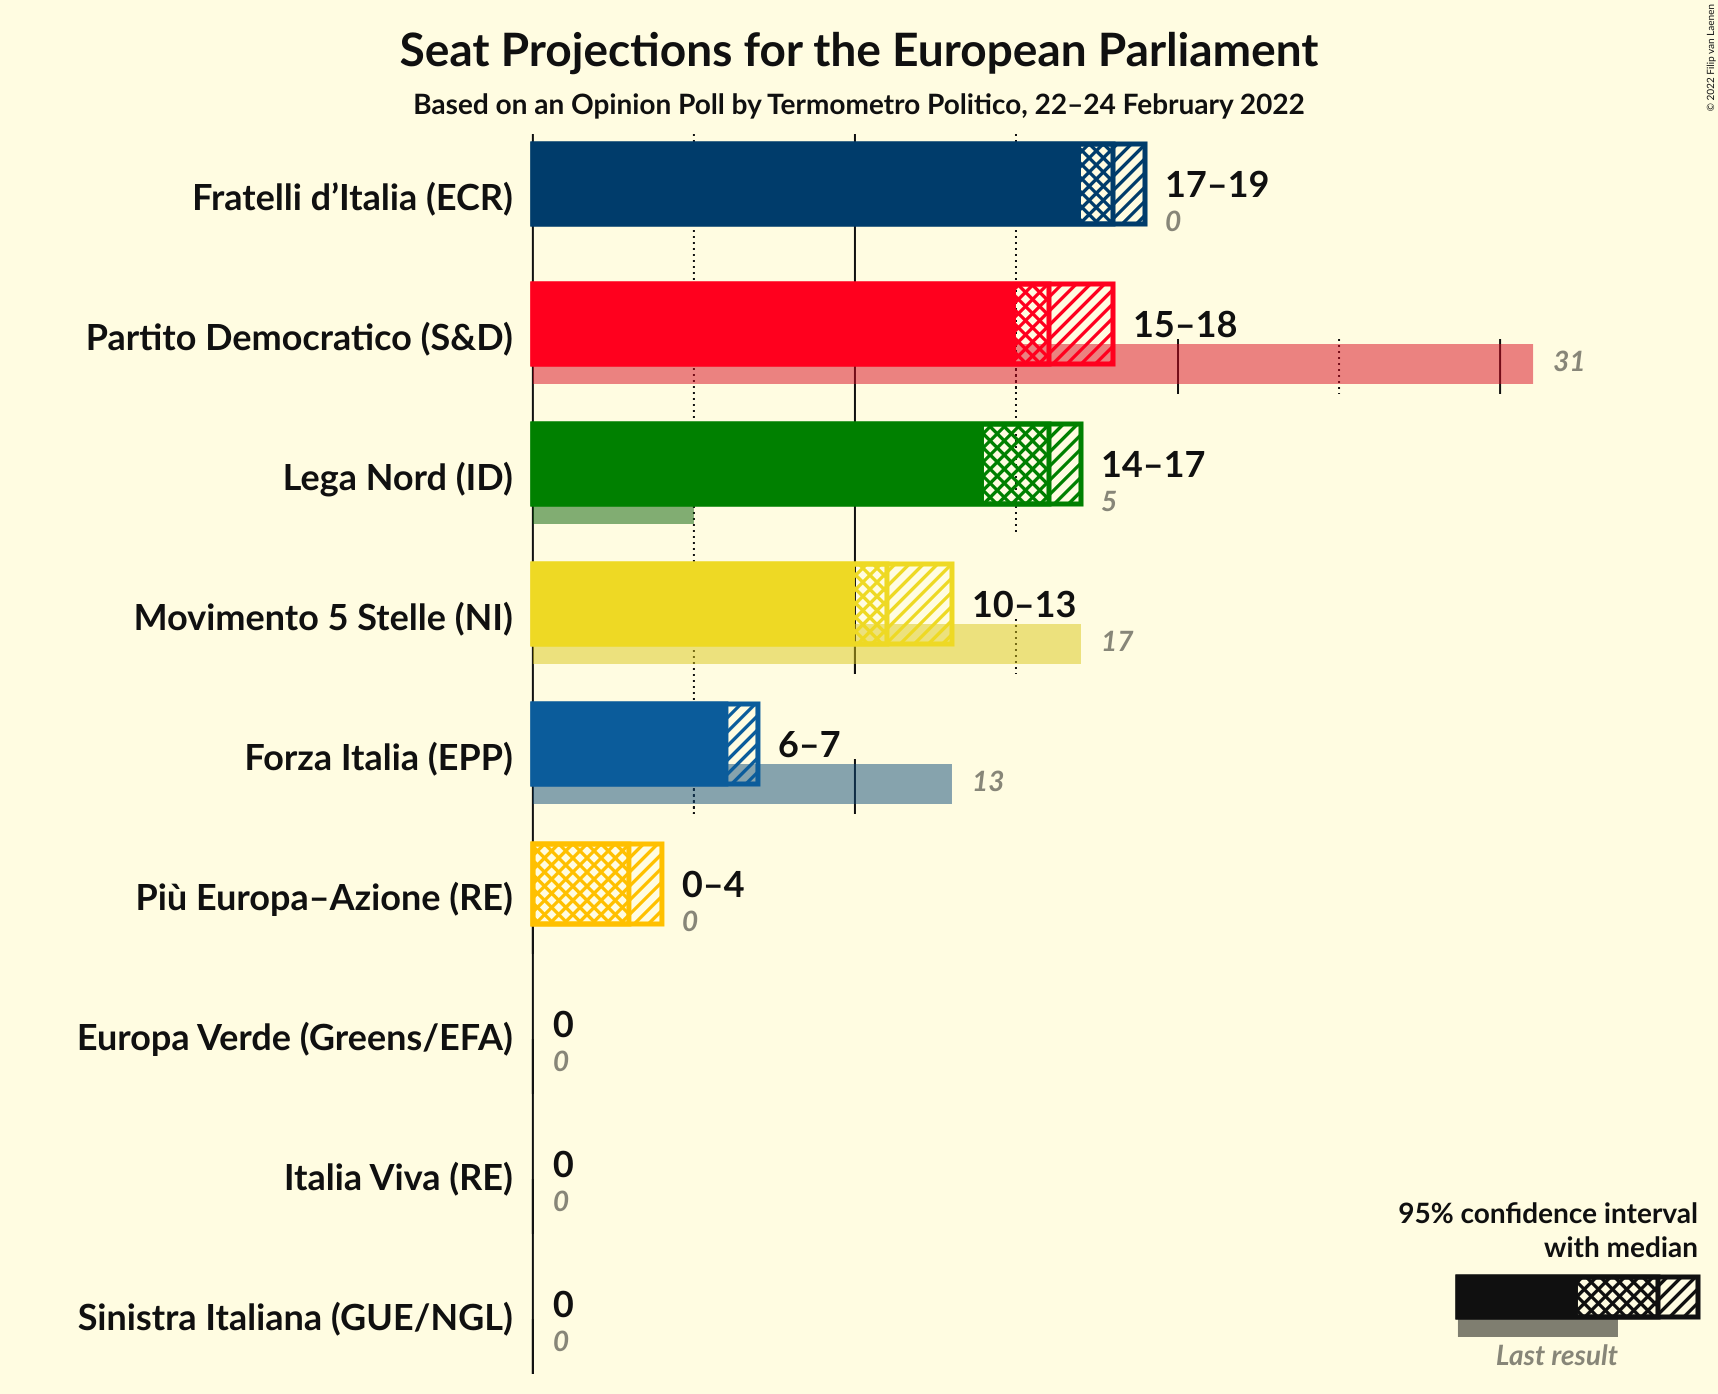 Seat Projections for the European Parliament
Based on an Opinion Poll by Termometro Politico, 22–24 February 2022
© 2022 Filip van Laenen
Fratelli d’Italia (ECR)
17–19
0
Partito Democratico (S&D)
15–18
31
Lega Nord (ID)
14–17
5
Movimento 5 Stelle (NI)
10–13
17
Forza Italia (EPP)
6–7
13
Più Europa–Azione (RE)
0–4
0
Europa Verde (Greens/EFA)
0
0
Italia Viva (RE)
0
0
Sinistra Italiana (GUE/NGL)
0
0
95% confidence interval
with median
Last result